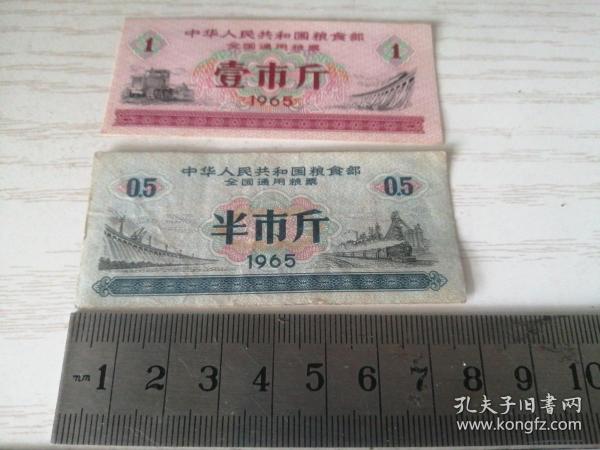 中华人民共和国粮食部
全国通用粮票
1 1
壹市斤
1965
中华人民共和国粮食部
全国通用粮票
0.5 0.5
半市斤
1965
mm 1 2 3 4 5 6 7 8 9 10
孔夫子旧书网
www.kongfz.com